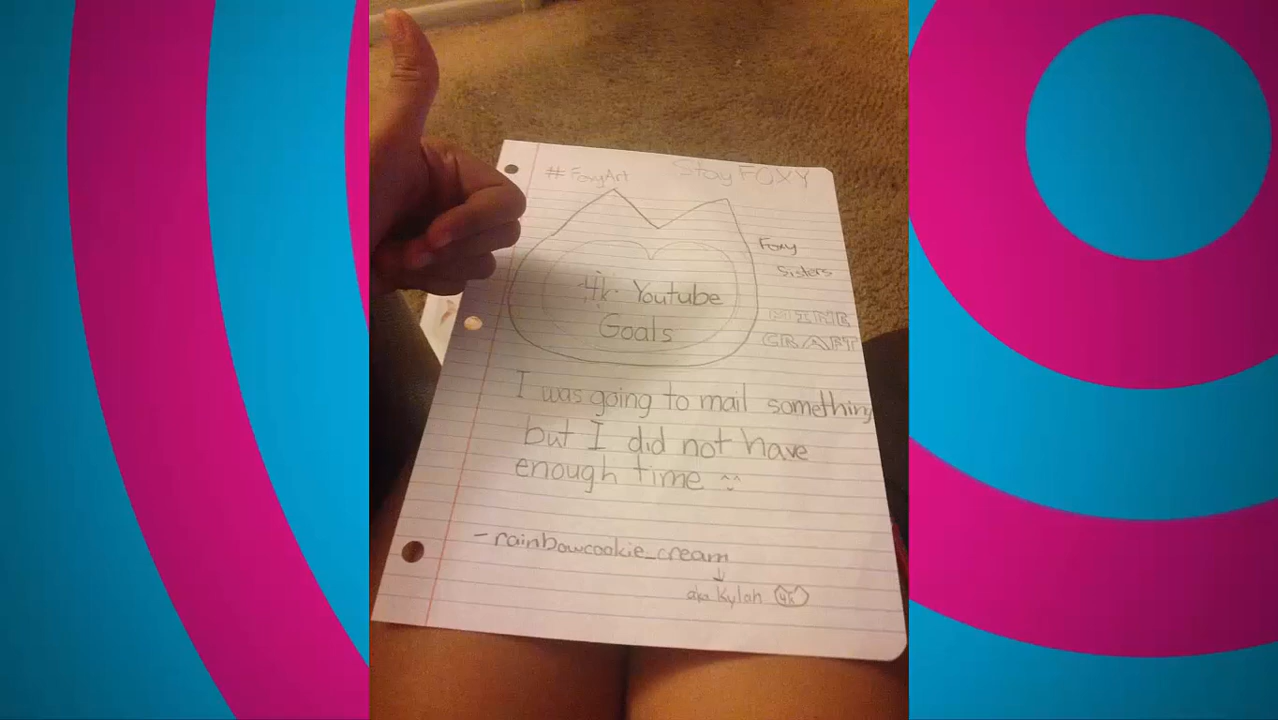 #FoxyArt
Stay FOXY
4k Youtube
Goals
Foxy
Sisters
MINE
CRAFT
I was going to mail something
but I did not have
enough time ^^
- rainbowcookie_cream
aka Kylah 4k